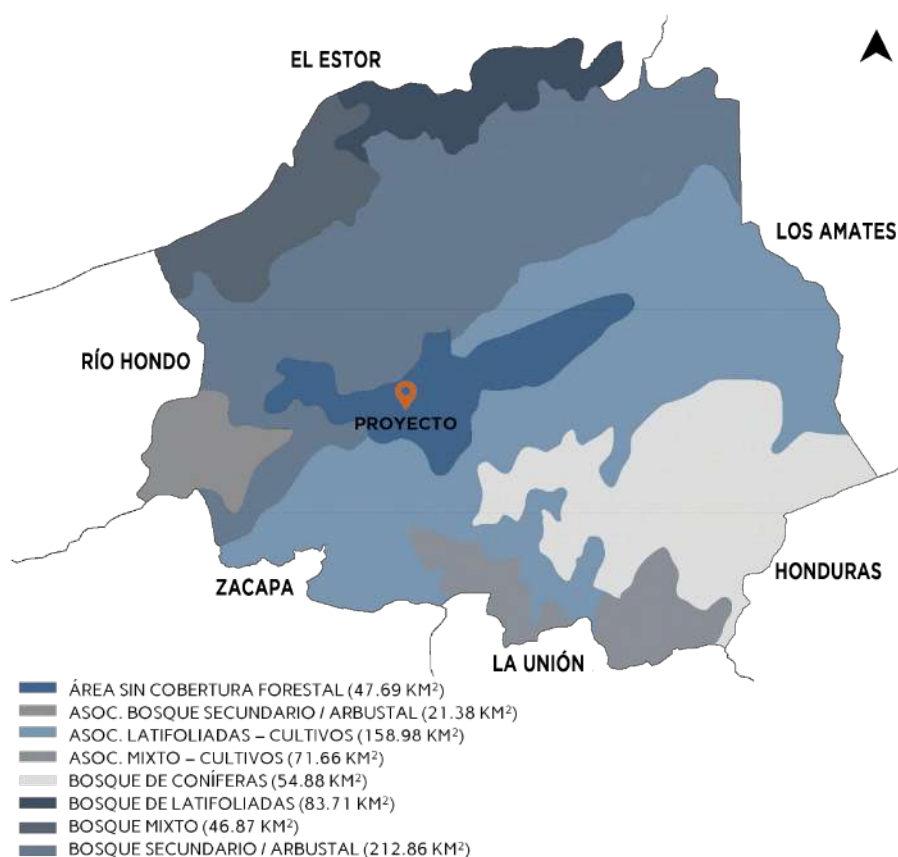 EL ESTOR
LOS AMATES
RÍO HONDO
PROYECTO
HONDURAS
ZACAPA
LA UNIÓN
ÁREA SIN COBERTURA FORESTAL (47.69 KM²)
ASOC. BOSQUE SECUNDARIO / ARBUSTAL (21.38 KM²)
ASOC. LATIFOLIADAS – CULTIVOS (158.98 KM²)
ASOC. MIXTO – CULTIVOS (71.66 KM²)
BOSQUE DE CONÍFERAS (54.88 KM²)
BOSQUE DE LATIFOLIADAS (83.71 KM²)
BOSQUE MIXTO (46.87 KM²)
BOSQUE SECUNDARIO / ARBUSTAL (212.86 KM²)